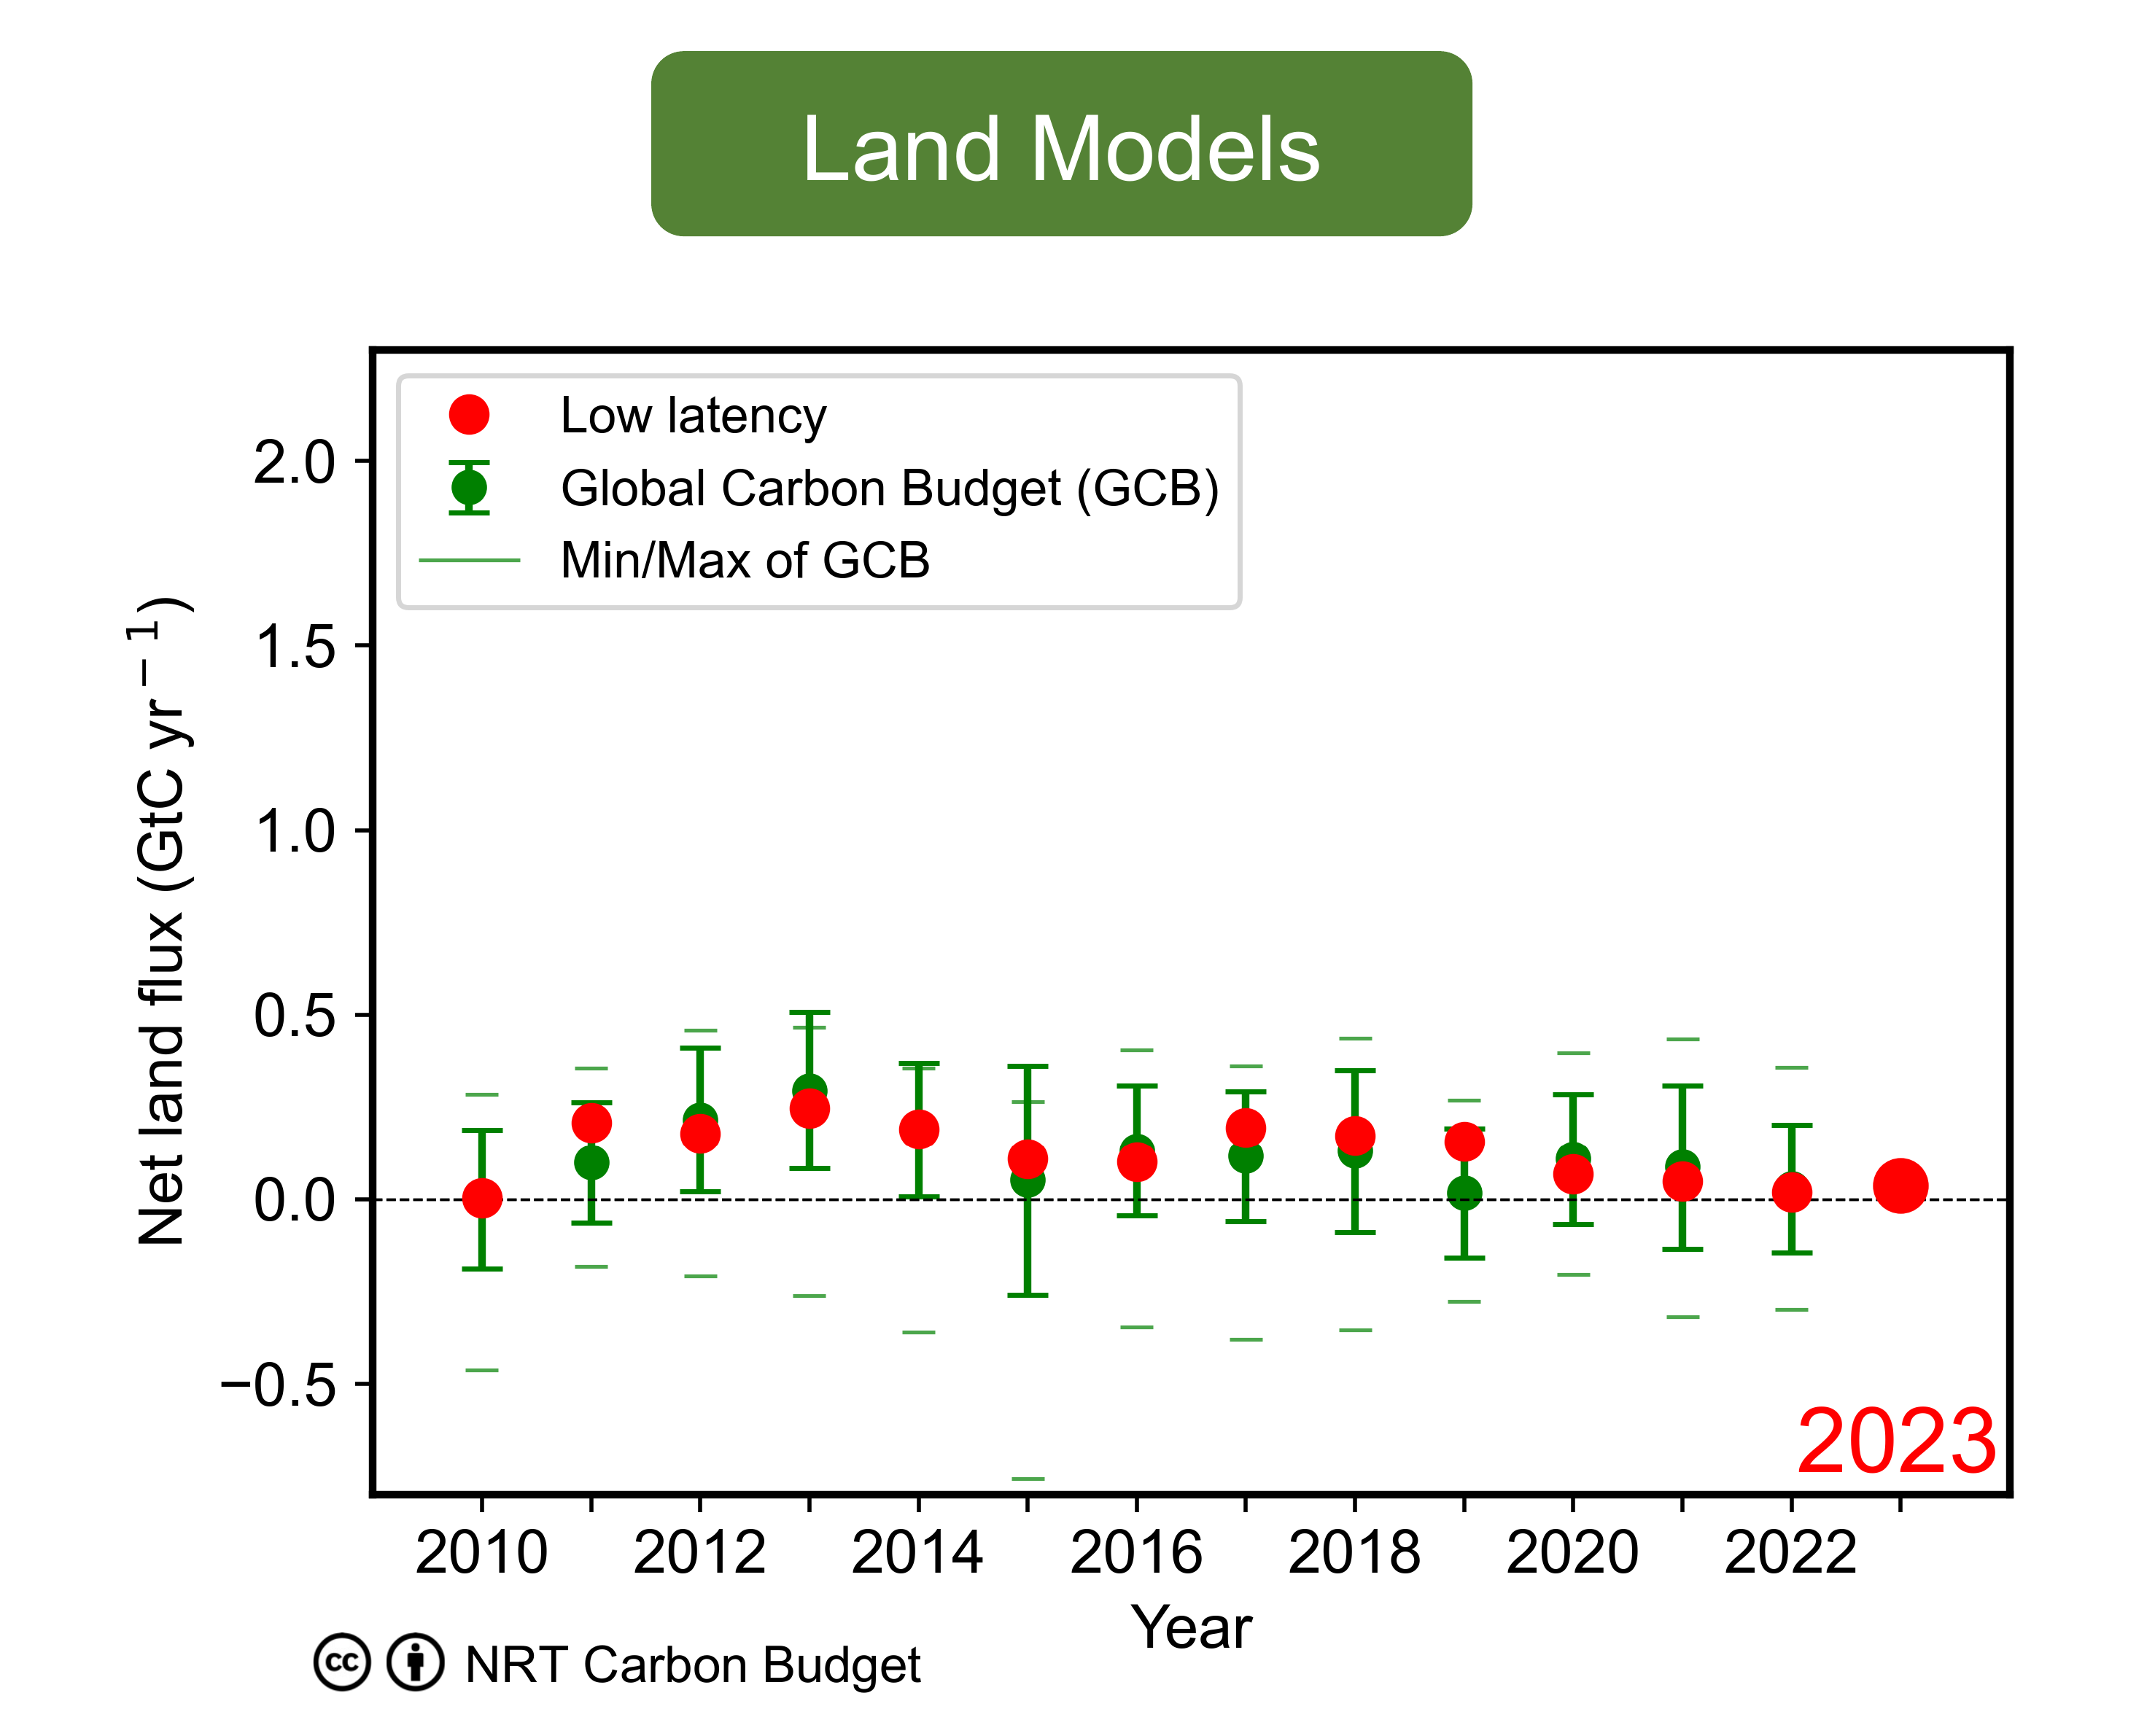 Land Models
Low latency
Global Carbon Budget (GCB)
Min/Max of GCB
2.0
1.5
1.0
0.5
0.0
−0.5
Net land flux (GtC yr⁻¹)
2023
2010 2012 2014 2016 2018 2020 2022
Year
cc NRT Carbon Budget